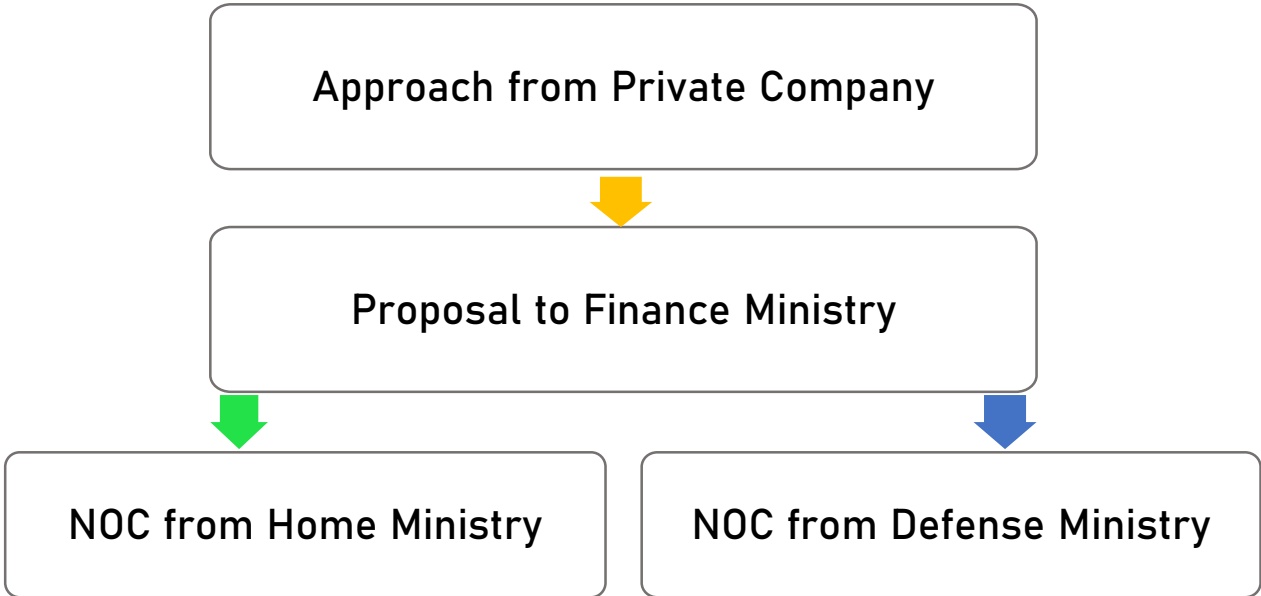 Approach from Private Company
Proposal to Finance Ministry
NOC from Home Ministry
NOC from Defense Ministry